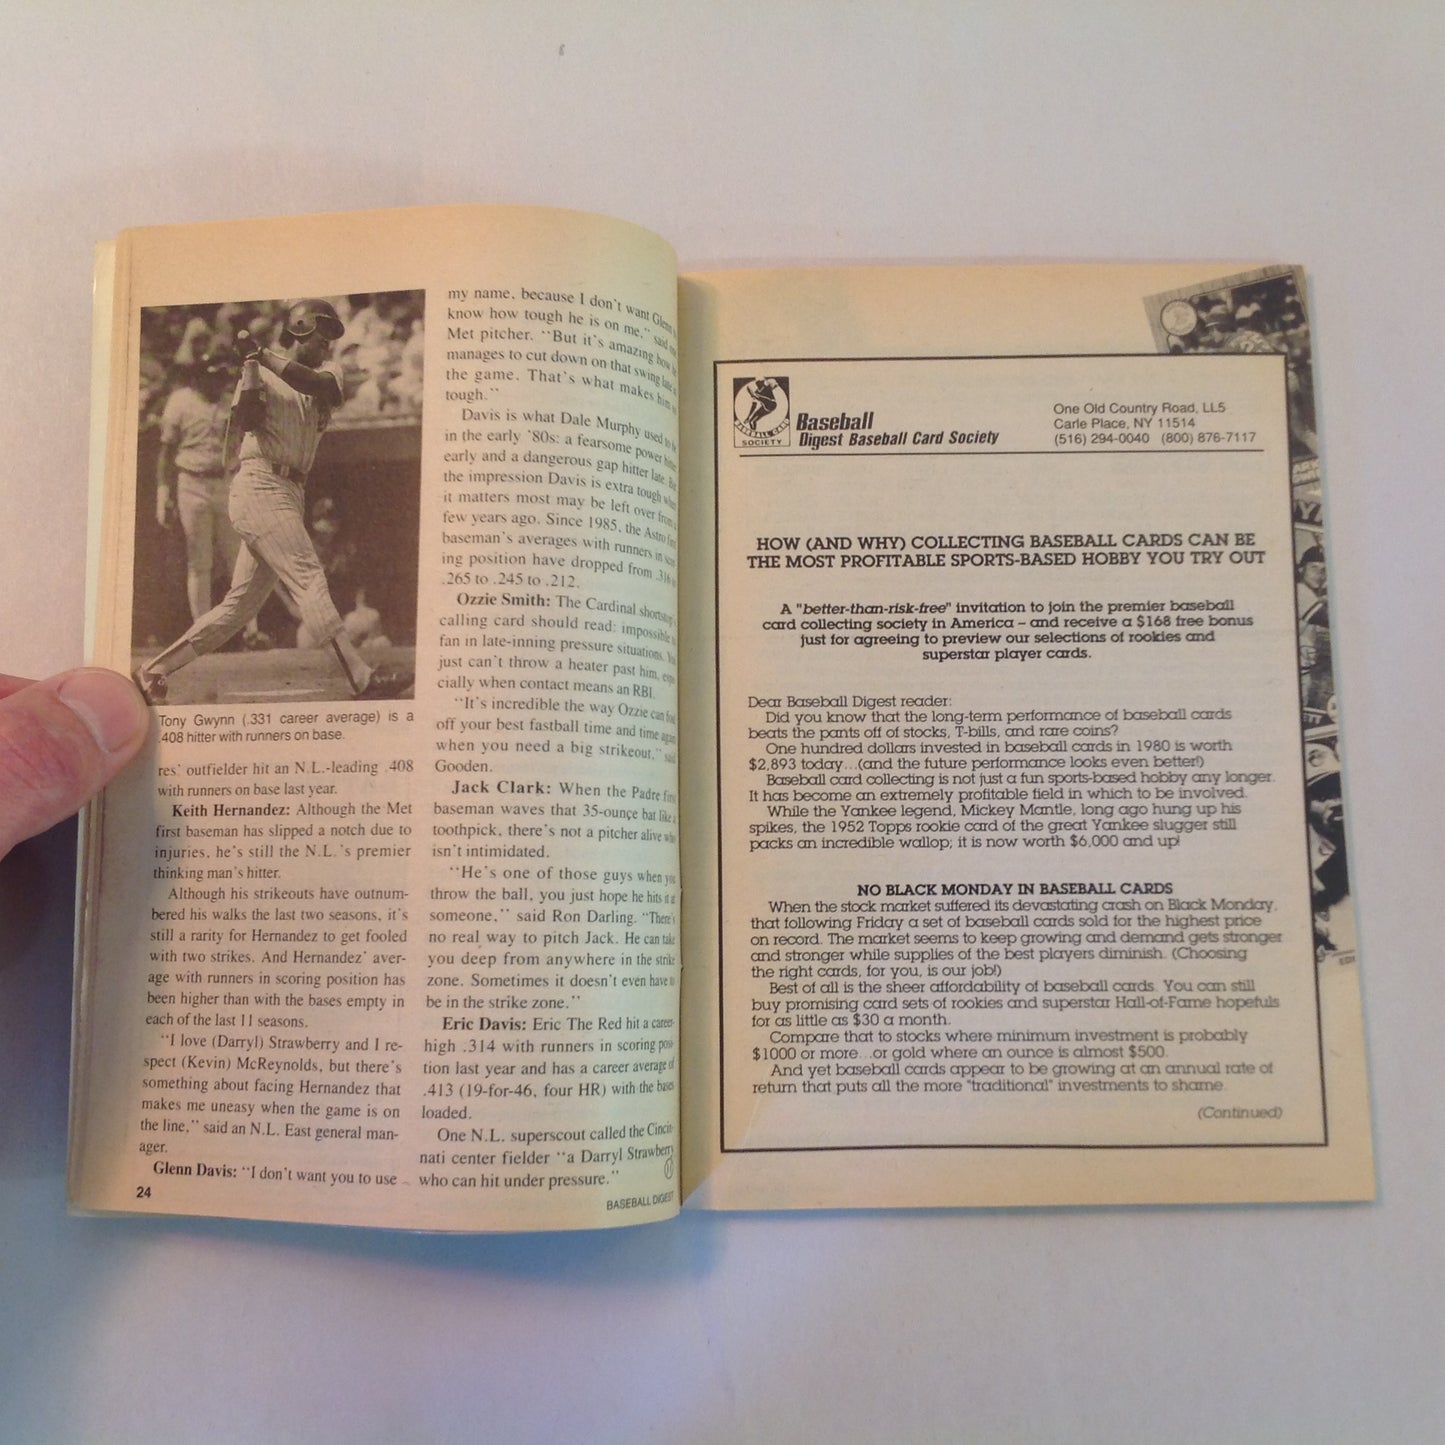 Tony Gwynn (.331 career average) is a
.408 hitter with runners on base.
res' outfielder hit an N.L.-leading .408
with runners on base last year.
Keith Hernandez: Although the Met
first baseman has slipped a notch due to
injuries, he's still the N.L.'s premier
thinking man's hitter.
Although his strikeouts have outnum-
bered his walks the last two seasons, it's
still a rarity for Hernandez to get fooled
with two strikes. And Hernandez' aver-
age with runners in scoring position has
been higher than with the bases empty in
each of the last 11 seasons.
"I love (Darryl) Strawberry and I re-
spect (Kevin) McReynolds, but there's
something about facing Hernandez that
makes me uneasy when the game is on
the line," said an N.L. East general man-
ager.
Glenn Davis: "I don't want you to use
24
my name, because I don't want Glenn
know how tough he is on me," said
Met pitcher. "But it's amazing how he
manages to cut down on that swing late
the game. That's what makes him
tough."
Davis is what Dale Murphy used to be
in the early '80s: a fearsome power hitter
early and a dangerous gap hitter late. But
the impression Davis is extra tough when
it matters most may be left over from a
few years ago. Since 1985, the Astro first
baseman's averages with runners in scor-
ing position have dropped from .316 to
.265 to .245 to .212.
Ozzie Smith: The Cardinal shortstop's
calling card should read: impossible to
fan in late-inning pressure situations. You
just can't throw a heater past him, espe-
cially when contact means an RBI.
"It's incredible the way Ozzie can foul
off your best fastball time and time again
when you need a big strikeout," said
Gooden.
Jack Clark: When the Padre first
baseman waves that 35-ounce bat like a
toothpick, there's not a pitcher alive who
isn't intimidated.
"He's one of those guys when you
throw the ball, you just hope he hits it at
someone," said Ron Darling. "There's
no real way to pitch Jack. He can take
you deep from anywhere in the strike
zone. Sometimes it doesn't even have to
be in the strike zone."
Eric Davis: Eric The Red hit a career-
high .314 with runners in scoring posi-
tion last year and has a career average of
.413 (19-for-46, four HR) with the bases
loaded.
One N.L. superscout called the Cincin-
nati center fielder "a Darryl Strawberry
who can hit under pressure."
BASEBALL DIGEST
SOCIETY
Baseball
Digest Baseball Card Society
One Old Country Road, LL5
Carle Place, NY 11514
(516) 294-0040 (800) 876-7117
HOW (AND WHY) COLLECTING BASEBALL CARDS CAN BE
THE MOST PROFITABLE SPORTS-BASED HOBBY YOU TRY OUT
A "better-than-risk-free" invitation to join the premier baseball
card collecting society in America – and receive a $168 free bonus
just for agreeing to preview our selections of rookies and
superstar player cards.
Dear Baseball Digest reader:
Did you know that the long-term performance of baseball cards
beats the pants off of stocks, T-bills, and rare coins?
One hundred dollars invested in baseball cards in 1980 is worth
$2,893 today...(and the future performance looks even better!)
Baseball card collecting is not just a fun sports-based hobby any longer.
It has become an extremely profitable field in which to be involved.
While the Yankee legend, Mickey Mantle, long ago hung up his
spikes, the 1952 Topps rookie card of the great Yankee slugger still
packs an incredible wallop; it is now worth $6,000 and up!
NO BLACK MONDAY IN BASEBALL CARDS
When the stock market suffered its devastating crash on Black Monday,
that following Friday a set of baseball cards sold for the highest price
on record. The market seems to keep growing and demand gets stronger
and stronger while supplies of the best players diminish. (Choosing
the right cards, for you, is our job!)
Best of all is the sheer affordability of baseball cards. You can still
buy promising card sets of rookies and superstar Hall-of-Fame hopefuls
for as little as $30 a month.
Compare that to stocks where minimum investment is probably
$1000 or more...or gold where an ounce is almost $500.
And yet baseball cards appear to be growing at an annual rate of
return that puts all the more "traditional" investments to shame.
(Continued)